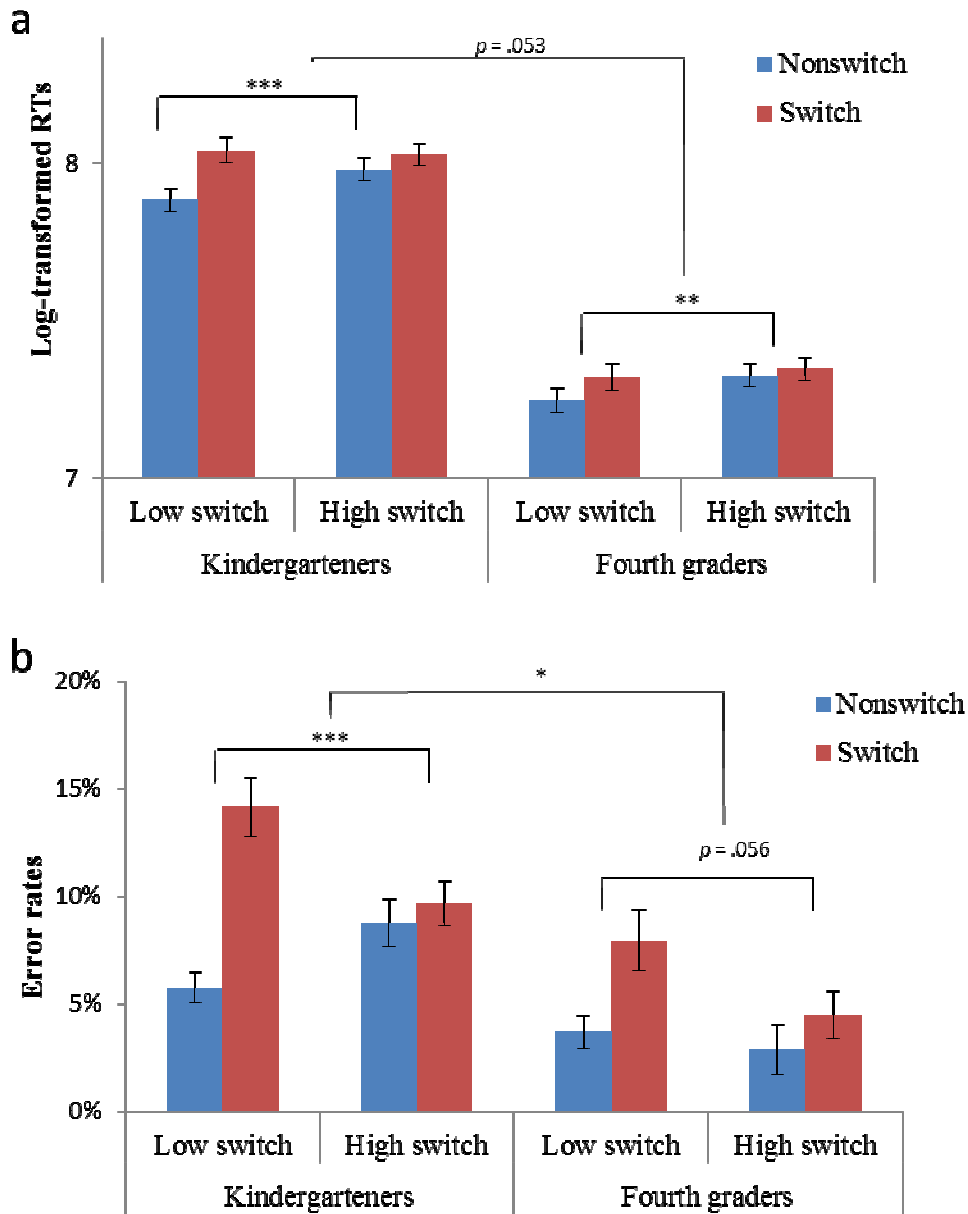 a
p = .053
Nonswitch
Switch
***
8
**
7
Log-transformed RTs
Low switch High switch Low switch High switch
Kindergarteners Fourth graders
b
20%
*
Nonswitch
Switch
***
15%
p = .056
10%
5%
0%
Error rates
Low switch High switch Low switch High switch
Kindergarteners Fourth graders